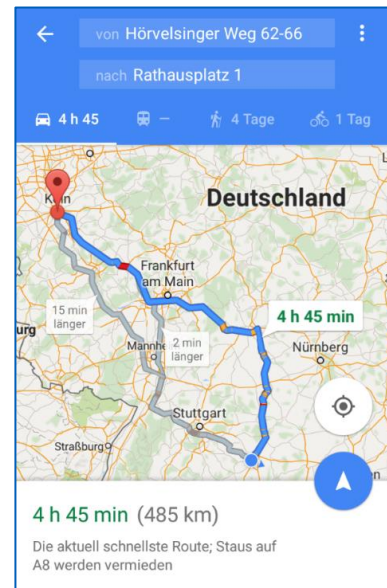 von Hörvelsinger Weg 62-66
nach Rathausplatz 1
4 h 45
–
4 Tage
1 Tag
Deutschland
Köln
Frankfurt
am Main
4 h 45 min
15 min
länger
2 min
länger
Nürnberg
Stuttgart
Straßburg
4 h 45 min (485 km)
Die aktuell schnellste Route; Staus auf
A8 werden vermieden